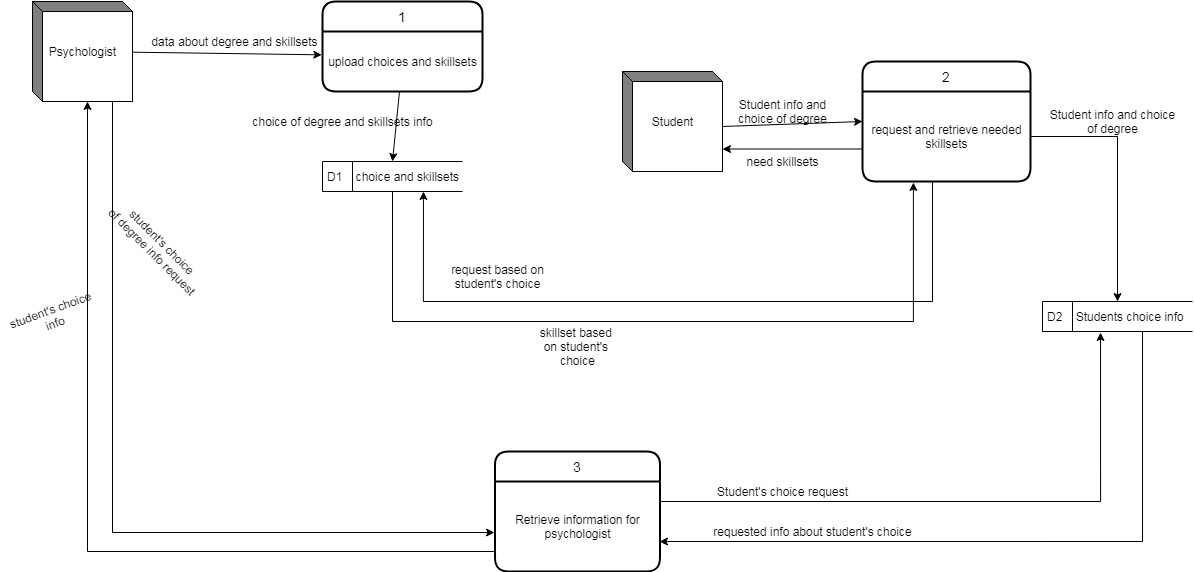 1
Psychologist
data about degree and skillsets
upload choices and skillsets
2
Student info and
choice of degree
Student
request and retrieve needed
skillsets
Student info and choice
of degree
choice of degree and skillsets info
need skillsets
D1
choice and skillsets
student's choice
of degree info request
request based on
student's choice
student's choice
info
D2
Students choice info
skillset based
on student's
choice
3
Student's choice request
Retrieve information for
psychologist
requested info about student's choice